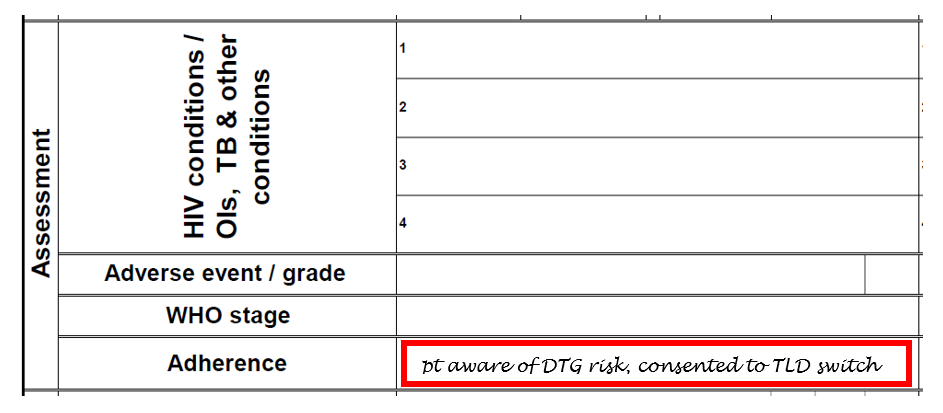 Assessment
HIV conditions /
OIs, TB & other
conditions
1
2
3
4
Adverse event / grade
WHO stage
Adherence
pt aware of DTG risk, consented to TLD switch